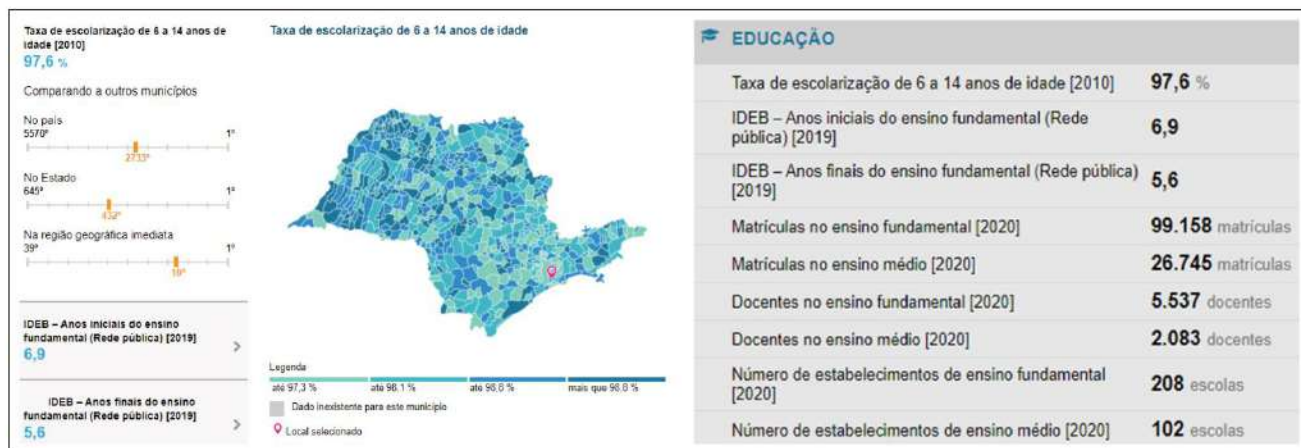 Taxa de escolarização de 6 a 14 anos de
idade [2010]
97,6 %
Comparando a outros municípios
No país
5570º 1º
2733º
No Estado
645º 1º
432º
Na região geográfica imediata
39º 1º
IDEB – Anos iniciais do ensino
fundamental (Rede pública) [2019]
6,9
IDEB – Anos finais do ensino
fundamental (Rede pública) [2019]
5,6
Taxa de escolarização de 6 a 14 anos de idade
Legenda
até 97,3 % até 98,1 % até 98,8 % mais que 98,8 %
Dado inexistente para este município
Local selecionado
EDUCAÇÃO
Taxa de escolarização de 6 a 14 anos de idade [2010] 97,6 %
IDEB – Anos iniciais do ensino fundamental (Rede
pública) [2019] 6,9
IDEB – Anos finais do ensino fundamental (Rede pública)
[2019] 5,6
Matrículas no ensino fundamental [2020] 99.158 matrículas
Matrículas no ensino médio [2020] 26.745 matrículas
Docentes no ensino fundamental [2020] 5.537 docentes
Docentes no ensino médio [2020] 2.083 docentes
Número de estabelecimentos de ensino fundamental
[2020] 208 escolas
Número de estabelecimentos de ensino médio [2020] 102 escolas